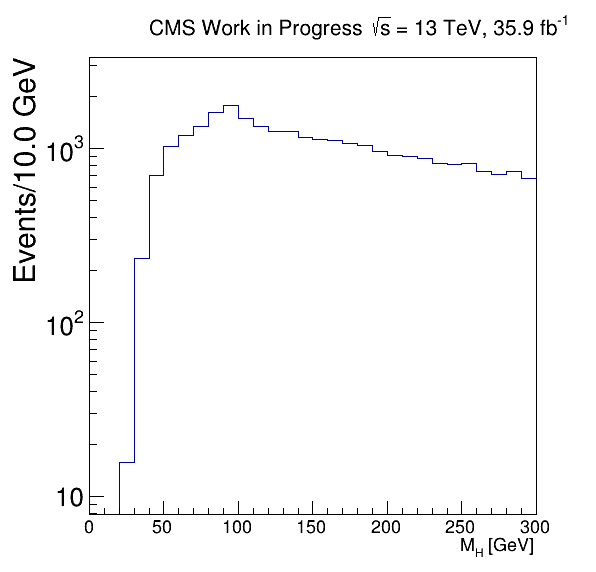 CMS Work in Progress √s = 13 TeV, 35.9 fb⁻¹
Events/10.0 GeV
10³
10²
10
0 50 100 150 200 250 300
M_H [GeV]